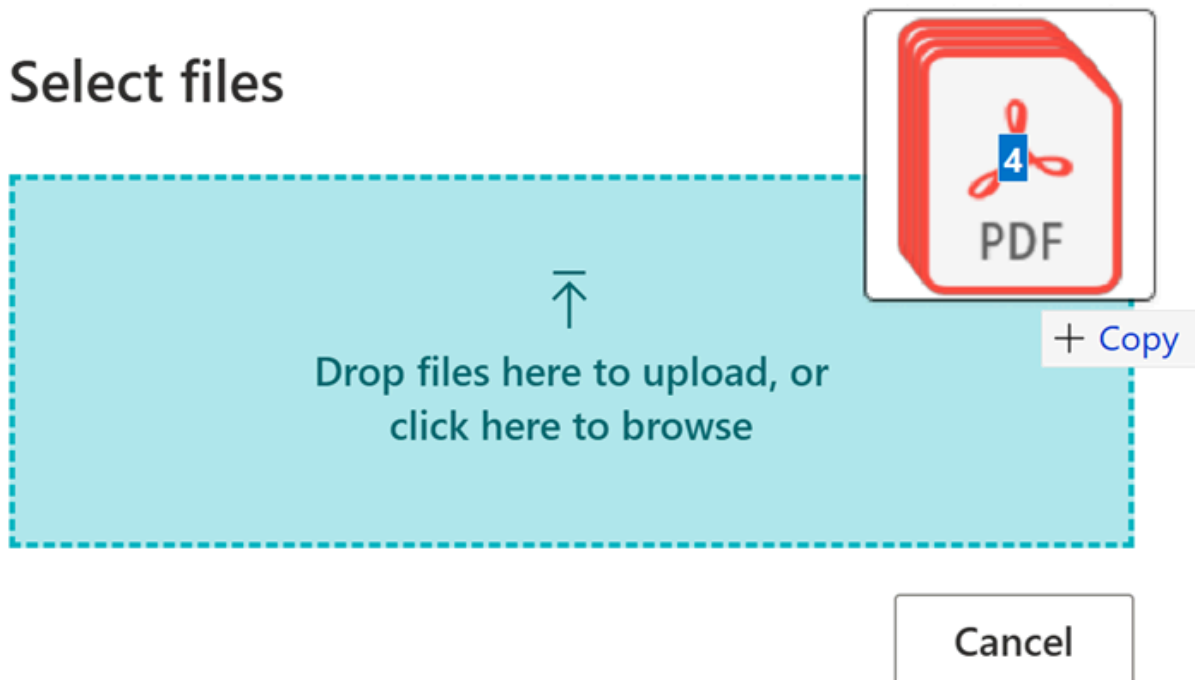 Select files
4
PDF
+ Copy
Drop files here to upload, or
click here to browse
Cancel